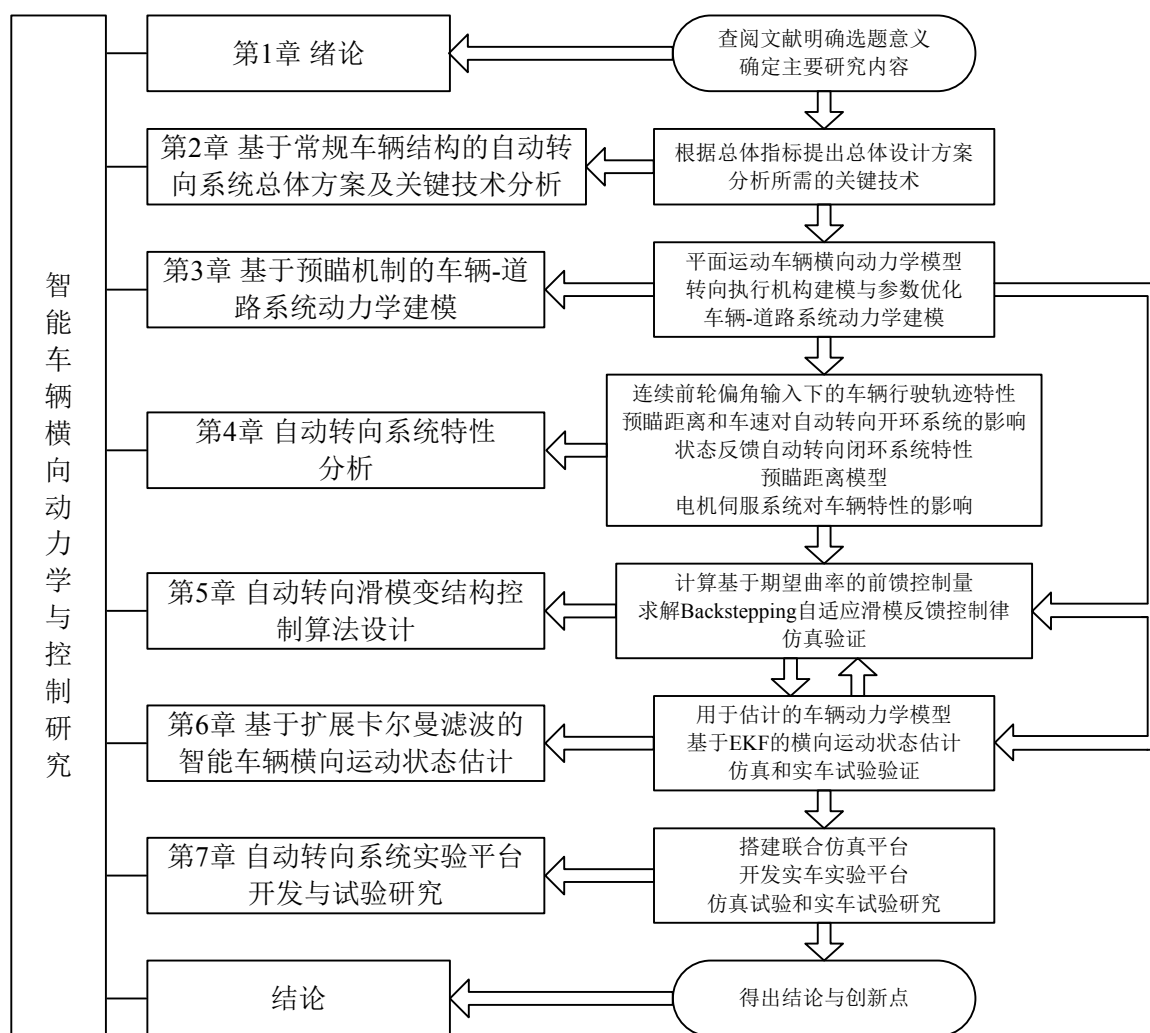 智能车辆横向动力学与控制研究
第1章 绪论
查阅文献明确选题意义
确定主要研究内容
第2章 基于常规车辆结构的自动转
向系统总体方案及关键技术分析
根据总体指标提出总体设计方案
分析所需的关键技术
第3章 基于预瞄机制的车辆-道
路系统动力学建模
平面运动车辆横向动力学模型
转向执行机构建模与参数优化
车辆-道路系统动力学建模
第4章 自动转向系统特性
分析
连续前轮偏角输入下的车辆行驶轨迹特性
预瞄距离和车速对自动转向开环系统的影响
状态反馈自动转向闭环系统特性
预瞄距离模型
电机伺服系统对车辆特性的影响
第5章 自动转向滑模变结构控
制算法设计
计算基于期望曲率的前馈控制量
求解Backstepping自适应滑模反馈控制律
仿真验证
第6章 基于扩展卡尔曼滤波的
智能车辆横向运动状态估计
用于估计的车辆动力学模型
基于EKF的横向运动状态估计
仿真和实车试验验证
第7章 自动转向系统实验平台
开发与试验研究
搭建联合仿真平台
开发实车实验平台
仿真试验和实车试验研究
结论
得出结论与创新点